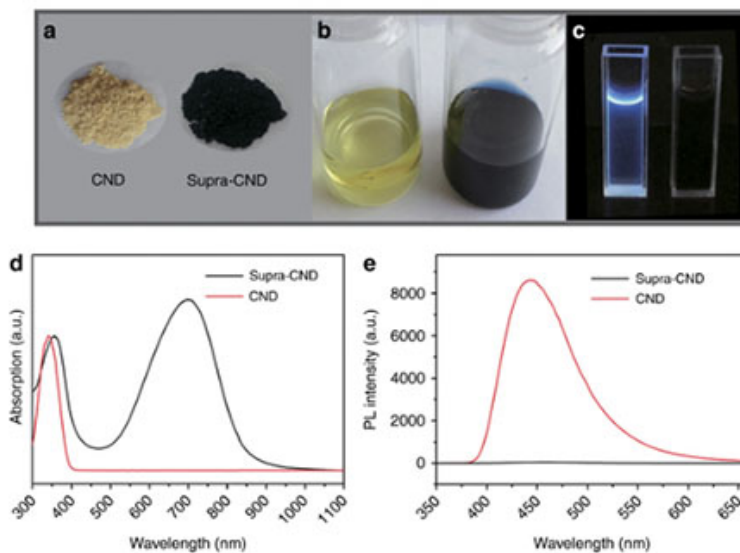 a
b
c
CND
Supra-CND
d
Absorption (a.u.)
Supra-CND
CND
300
400
500
600
700
800
900
1000
1100
Wavelength (nm)
e
PL intensity (a.u.)
8000
6000
4000
2000
0
Supra-CND
CND
350
400
450
500
550
600
650
Wavelength (nm)